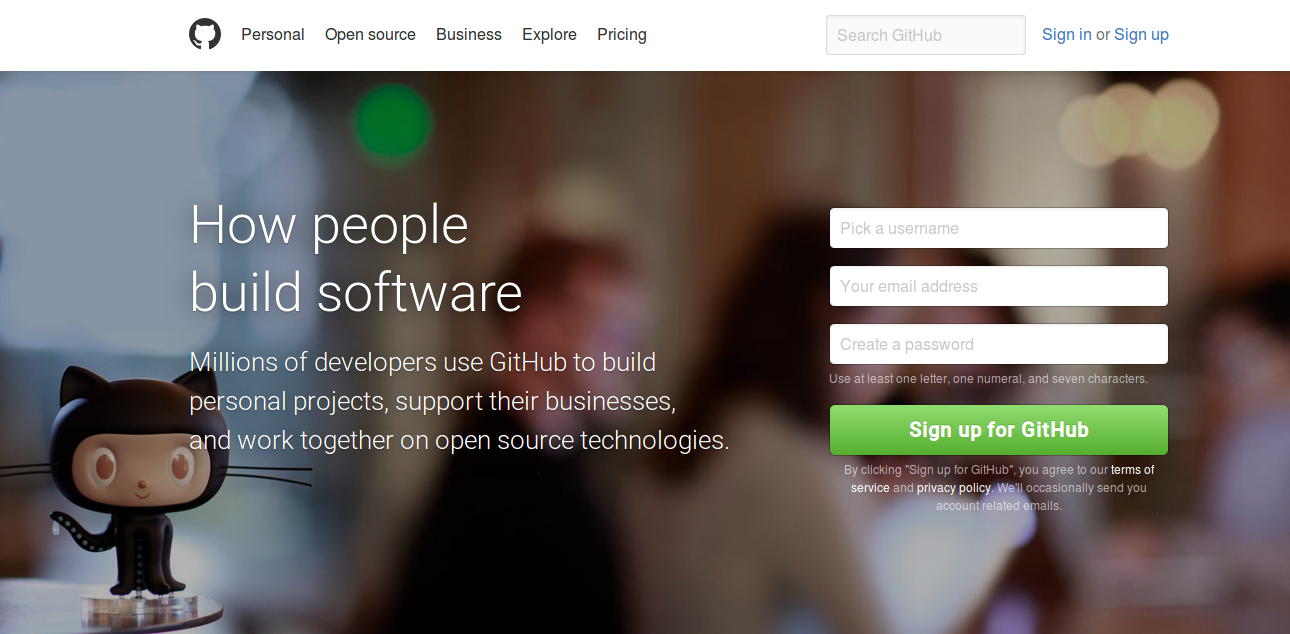 Personal Open source Business Explore Pricing Search GitHub Sign in or Sign up
How people
build software
Millions of developers use GitHub to build
personal projects, support their businesses,
and work together on open source technologies.
Pick a username
Your email address
Create a password
Use at least one letter, one numeral, and seven characters.
Sign up for GitHub
By clicking "Sign up for GitHub", you agree to our terms of
service and privacy policy. We'll occasionally send you
account related emails.